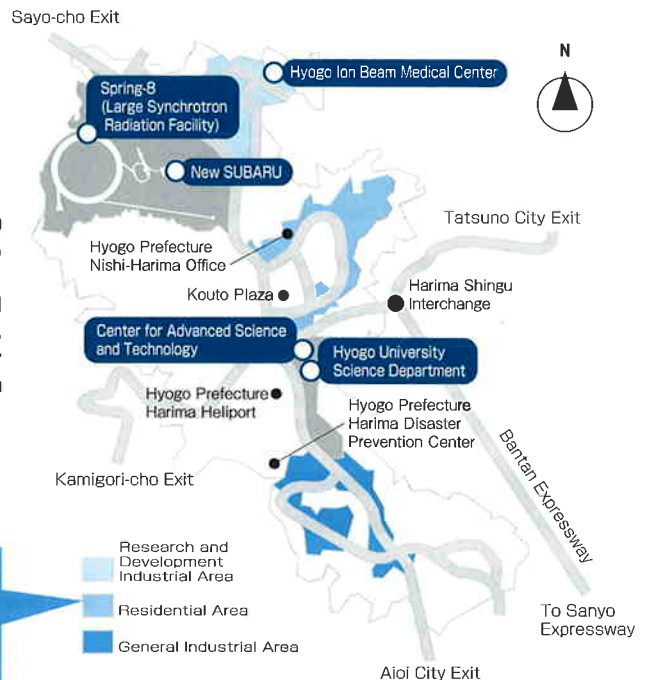 Sayo-cho Exit
N
Hyogo Ion Beam Medical Center
Spring-8
(Large Synchrotron
Radiation Facility)
New SUBARU
Tatsuno City Exit
Hyogo Prefecture
Nishi-Harima Office
Harima Shingu
Interchange
Kouto Plaza
Center for Advanced Science
and Technology
Hyogo University
Science Department
Hyogo Prefecture
Harima Heliport
Hyogo Prefecture
Harima Disaster
Prevention Center
Bantan Expressway
Kamigori-cho Exit
Research and
Development
Industrial Area
Residential Area
General Industrial Area
To Sanyo
Expressway
Aioi City Exit